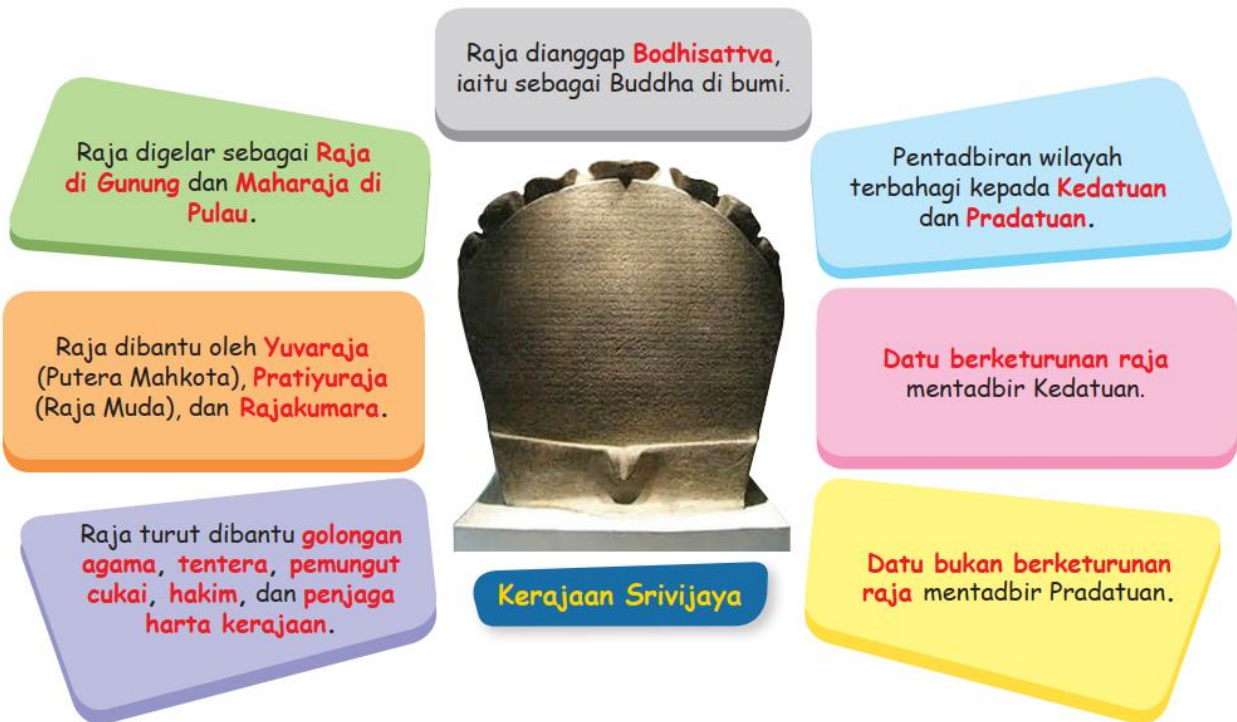 Raja dianggap Bodhisattva,
iaitu sebagai Buddha di bumi.
Raja digelar sebagai Raja
di Gunung dan Maharaja di
Pulau.
Raja dibantu oleh Yuvaraja
(Putera Mahkota), Pratiyuraja
(Raja Muda), dan Rajakumara.
Raja turut dibantu golongan
agama, tentera, pemungut
cukai, hakim, dan penjaga
harta kerajaan.
Pentadbiran wilayah
terbahagi kepada Kedatuan
dan Pradatuan.
Datu berketurunan raja
mentadbir Kedatuan.
Datu bukan berketurunan
raja mentadbir Pradatuan.
Kerajaan Srivijaya